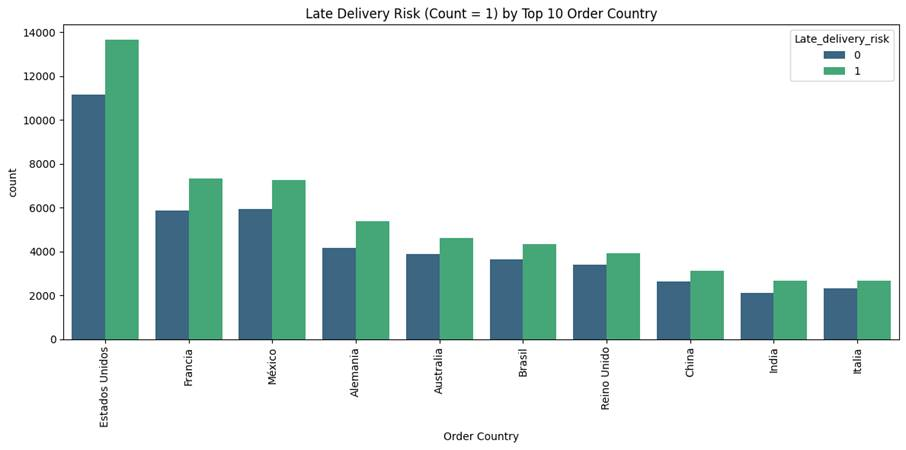 Late Delivery Risk (Count = 1) by Top 10 Order Country
Late_delivery_risk
0
1
count
14000
12000
10000
8000
6000
4000
2000
0
Estados Unidos
Francia
México
Alemania
Australia
Brasil
Reino Unido
China
India
Italia
Order Country